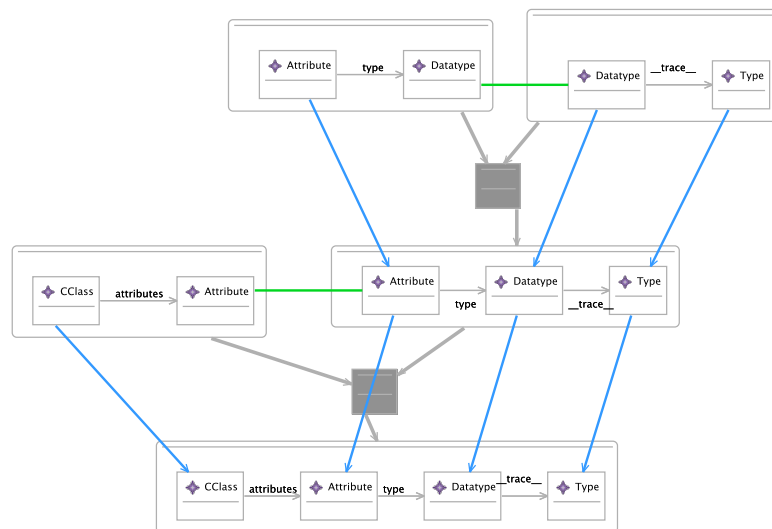 Attribute
type
Datatype
Datatype
__trace__
Type
CClass
attributes
Attribute
Attribute
type
Datatype
__trace__
Type
CClass
attributes
Attribute
type
Datatype
__trace__
Type